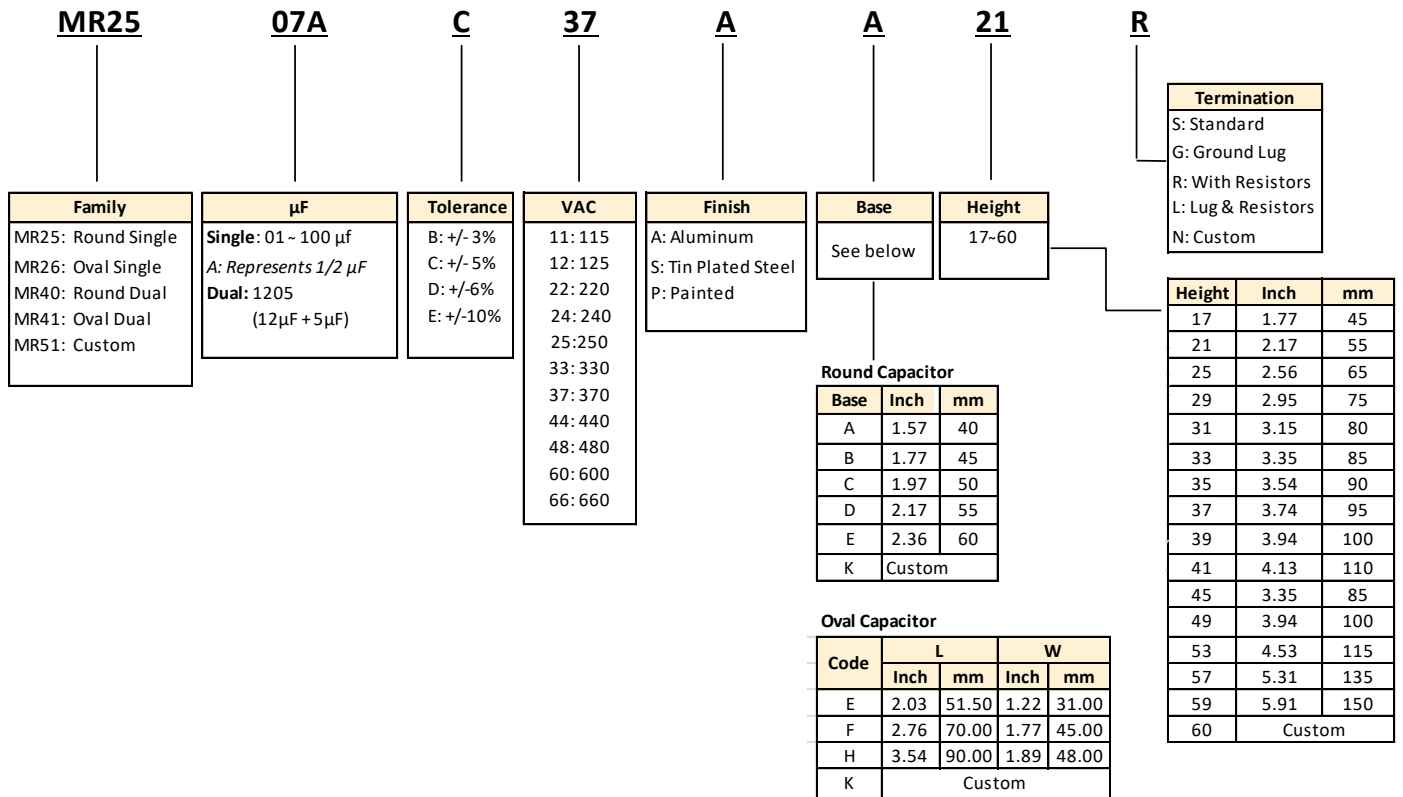 MR25 07A C 37 A A 21 R
Termination
S: Standard
G: Ground Lug
R: With Resistors
L: Lug & Resistors
N: Custom
Family
MR25: Round Single
MR26: Oval Single
MR40: Round Dual
MR41: Oval Dual
MR51: Custom
µF
Single: 01 ~ 100 µf
A: Represents 1/2 µF
Dual: 1205
(12µF + 5µF)
Tolerance
B: +/- 3%
C: +/- 5%
D: +/-6%
E: +/-10%
VAC
11: 115
12: 125
22: 220
24: 240
25:250
33: 330
37: 370
44: 440
48: 480
60: 600
66: 660
Finish
A: Aluminum
S: Tin Plated Steel
P: Painted
Base
See below
Height
17~60
Round Capacitor
Base Inch mm
A 1.57 40
B 1.77 45
C 1.97 50
D 2.17 55
E 2.36 60
K Custom
Oval Capacitor
Code L W
Inch mm Inch mm
E 2.03 51.50 1.22 31.00
F 2.76 70.00 1.77 45.00
H 3.54 90.00 1.89 48.00
K Custom
Height Inch mm
17 1.77 45
21 2.17 55
25 2.56 65
29 2.95 75
31 3.15 80
33 3.35 85
35 3.54 90
37 3.74 95
39 3.94 100
41 4.13 110
45 3.35 85
49 3.94 100
53 4.53 115
57 5.31 135
59 5.91 150
60 Custom